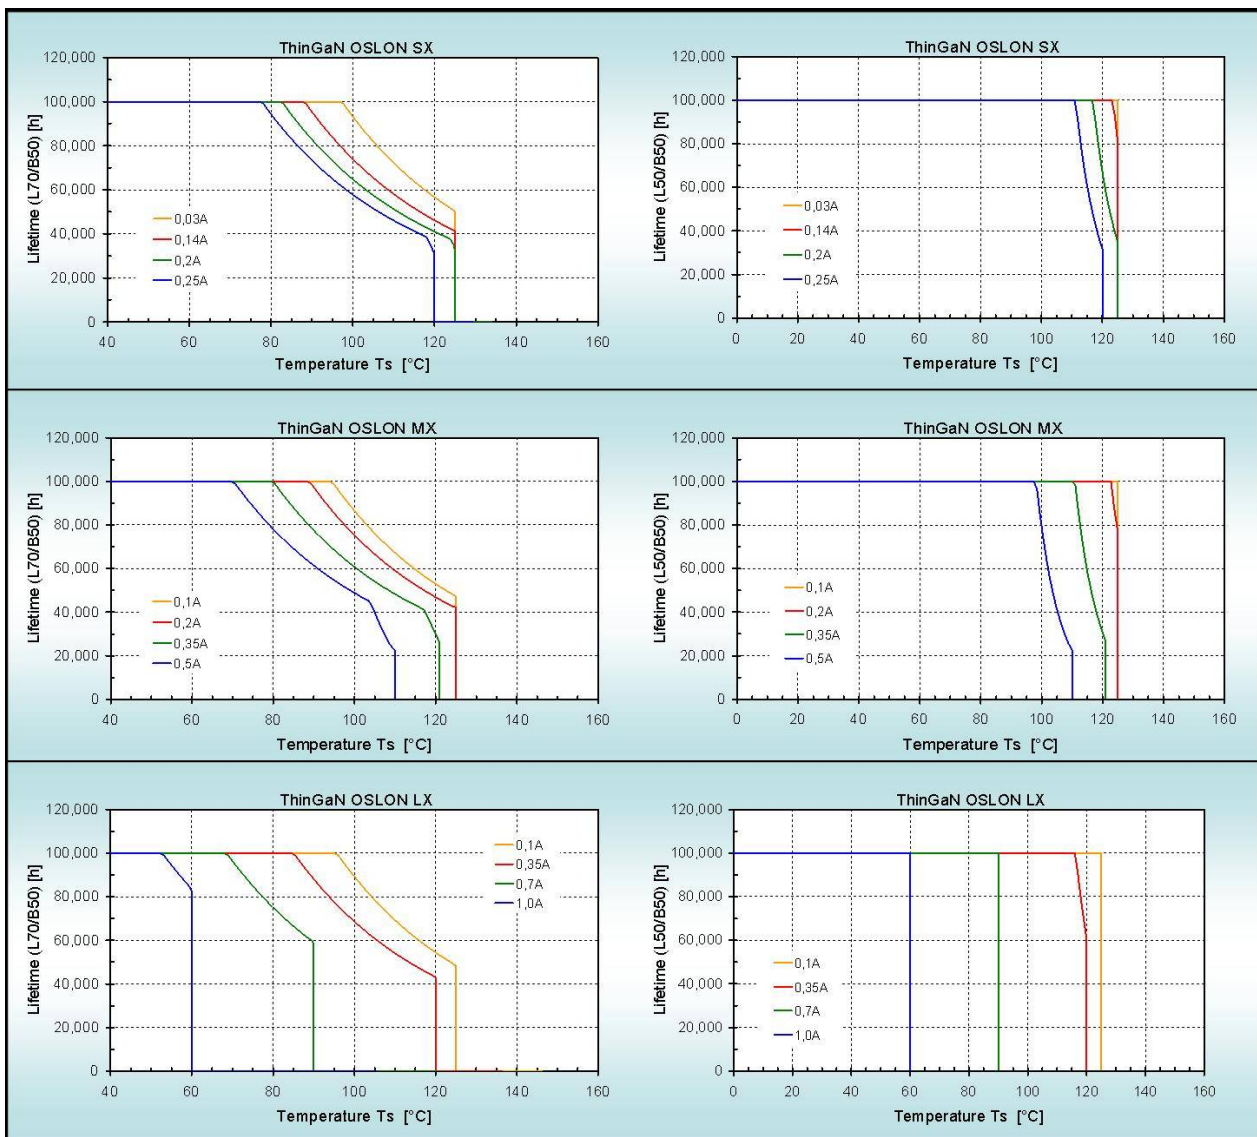 ThinGaN OSLON SX
120,000
100,000
80,000
60,000
40,000
20,000
0
Lifetime (L70/B50) [h]
0,03A
0,14A
0,2A
0,25A
40 60 80 100 120 140 160
Temperature Ts [°C]
ThinGaN OSLON SX
120,000
100,000
80,000
60,000
40,000
20,000
0
Lifetime (L50/B50) [h]
0,03A
0,14A
0,2A
0,25A
0 20 40 60 80 100 120 140 160
Temperature Ts [°C]
ThinGaN OSLON MX
120,000
100,000
80,000
60,000
40,000
20,000
0
Lifetime (L70/B50) [h]
0,1A
0,2A
0,35A
0,5A
40 60 80 100 120 140 160
Temperature Ts [°C]
ThinGaN OSLON MX
120,000
100,000
80,000
60,000
40,000
20,000
0
Lifetime (L50/B50) [h]
0,1A
0,2A
0,35A
0,5A
0 20 40 60 80 100 120 140 160
Temperature Ts [°C]
ThinGaN OSLON LX
120,000
100,000
80,000
60,000
40,000
20,000
0
Lifetime (L70/B50) [h]
0,1A
0,35A
0,7A
1,0A
40 60 80 100 120 140 160
Temperature Ts [°C]
ThinGaN OSLON LX
120,000
100,000
80,000
60,000
40,000
20,000
0
Lifetime (L50/B50) [h]
0,1A
0,35A
0,7A
1,0A
0 20 40 60 80 100 120 140 160
Temperature Ts [°C]